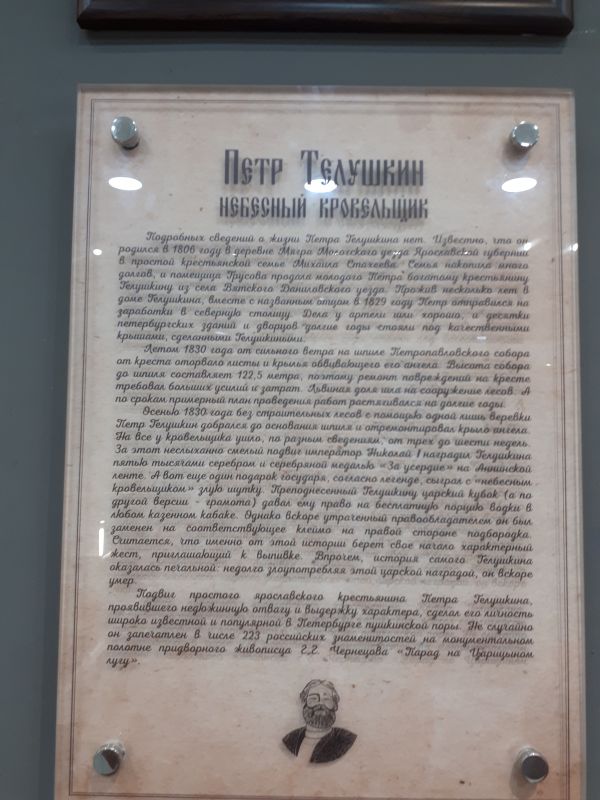 Петр Телушкин
небесный кровельщик
Подробных сведений о жизни Петра Телушкина нет. Известно, что он
родился в 1806 году в деревне Мягра Мологского уезда Ярославской губернии
в простой крестьянской семье Михаила Стахеева. Семья накопила много
долгов, и помещица Трусова продала молодого Петра богатому крестьянину
Телушкину из села Вятского Даниловского уезда. Прожив несколько лет в
доме Телушкина, вместе с названным отцом в 1829 году Петр отправился на
заработки в северную столицу. Дела у артели шли хорошо, и десятки
петербургских зданий и дворцов долгие годы стояли под качественными
крышами, сделанными Телушкиными.
Летом 1830 года от сильного ветра на шпиле Петропавловского собора
от креста оторвало листы и крылья обвивающего его ангела. Высота собора
до шпиля составляет 122,5 метра, поэтому ремонт повреждений на кресте
требовал больших усилий и затрат. Львиная доля шла на сооружение лесов. А
по срокам примерный план проведения работ растягивался на долгие годы.
Осенью 1830 года без строительных лесов с помощью одной лишь веревки
Петр Телушкин добрался до основания шпиля и отремонтировал крыло ангела.
На все у кровельщика ушло, по разным сведениям, от трех до шести недель.
За этот неслыханно смелый подвиг император Николай I наградил Телушкина
пятью тысячами серебром и серебряной медалью «За усердие» на Аннинской
ленте. А вот еще один подарок государя, согласно легенде, сыграл с «небесным
кровельщиком» злую шутку. Преподнесенный Телушкину царский кубок (а по
другой версии - грамота) давал ему право на бесплатную порцию водки в
любом казенном кабаке. Однако вскоре утраченный правообладателем он был
заменен на соответствующее клеймо на правой стороне подбородка.
Считается, что именно от этой истории берет свое начало характерный
жест, приглашающий к выпивке. Впрочем, история самого Телушкина
оказалась печальной: недолго злоупотребляя этой царской наградой, он вскоре
умер.
Подвиг простого ярославского крестьянина Петра Телушкина,
проявившего недюжинную отвагу и выдержку характера, сделал его личность
широко известной и популярной в Петербурге пушкинской поры. Не случайно
он запечатлен в числе 223 российских знаменитостей на монументальном
полотне придворного живописца Г.Г. Чернецова «Парад на Царицыном
лугу».